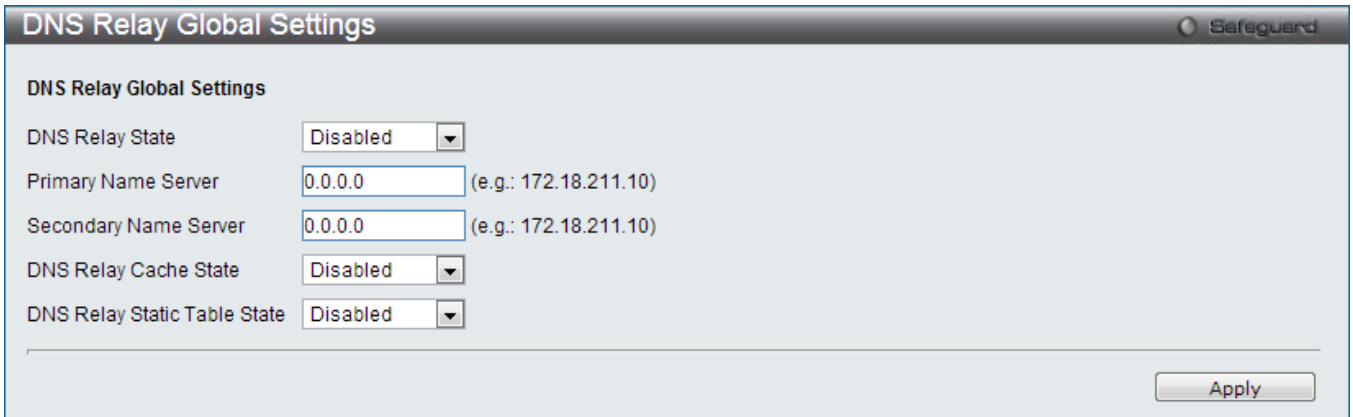 DNS Relay Global Settings Safeguard
DNS Relay Global Settings
DNS Relay State Disabled
Primary Name Server 0.0.0.0 (e.g.: 172.18.211.10)
Secondary Name Server 0.0.0.0 (e.g.: 172.18.211.10)
DNS Relay Cache State Disabled
DNS Relay Static Table State Disabled
Apply